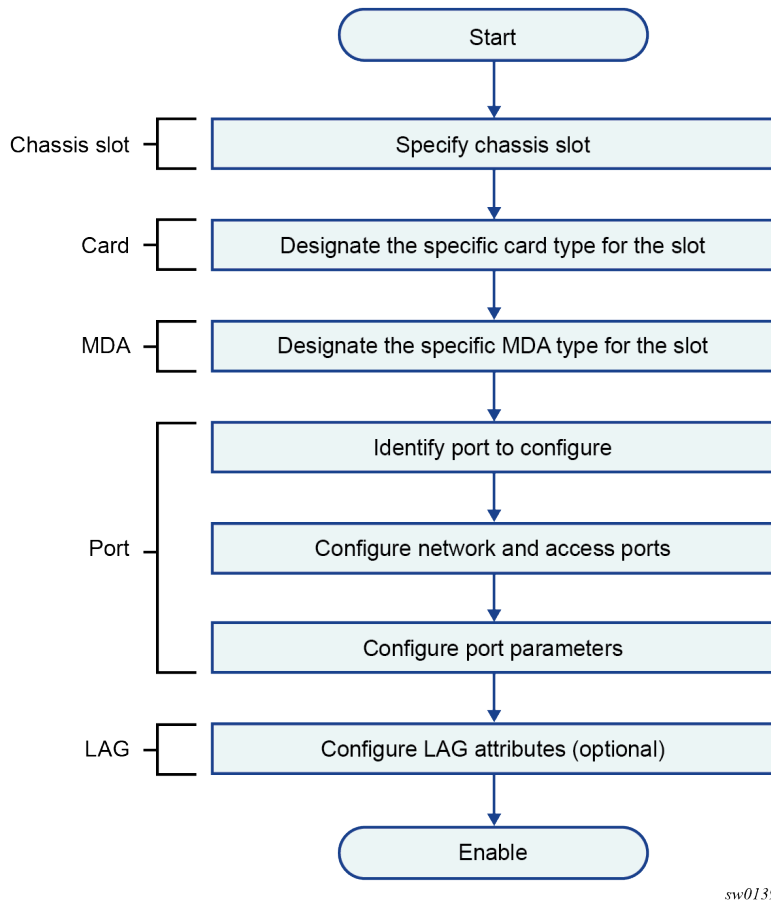 Start
Chassis slot
Specify chassis slot
Card
Designate the specific card type for the slot
MDA
Designate the specific MDA type for the slot
Identify port to configure
Port
Configure network and access ports
Configure port parameters
LAG
Configure LAG attributes (optional)
Enable